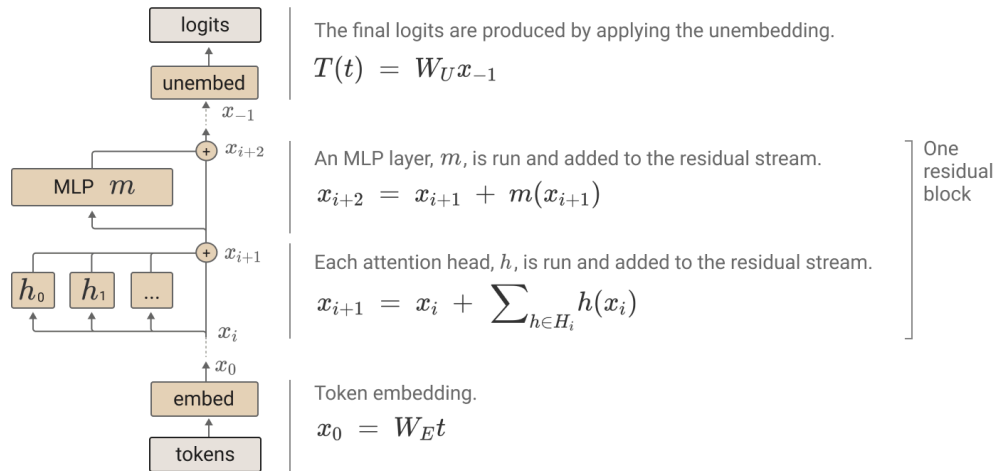 logits
The final logits are produced by applying the unembedding.
T(t) = W_U x_{-1}
unembed
x_{-1}
x_{i+2}
An MLP layer, m, is run and added to the residual stream.
One
residual
block
MLP m
x_{i+2} = x_{i+1} + m(x_{i+1})
x_{i+1}
Each attention head, h, is run and added to the residual stream.
h_0 h_1 ...
x_{i+1} = x_i + ∑_{h∈H_i} h(x_i)
x_i
x_0
embed
Token embedding.
x_0 = W_E t
tokens